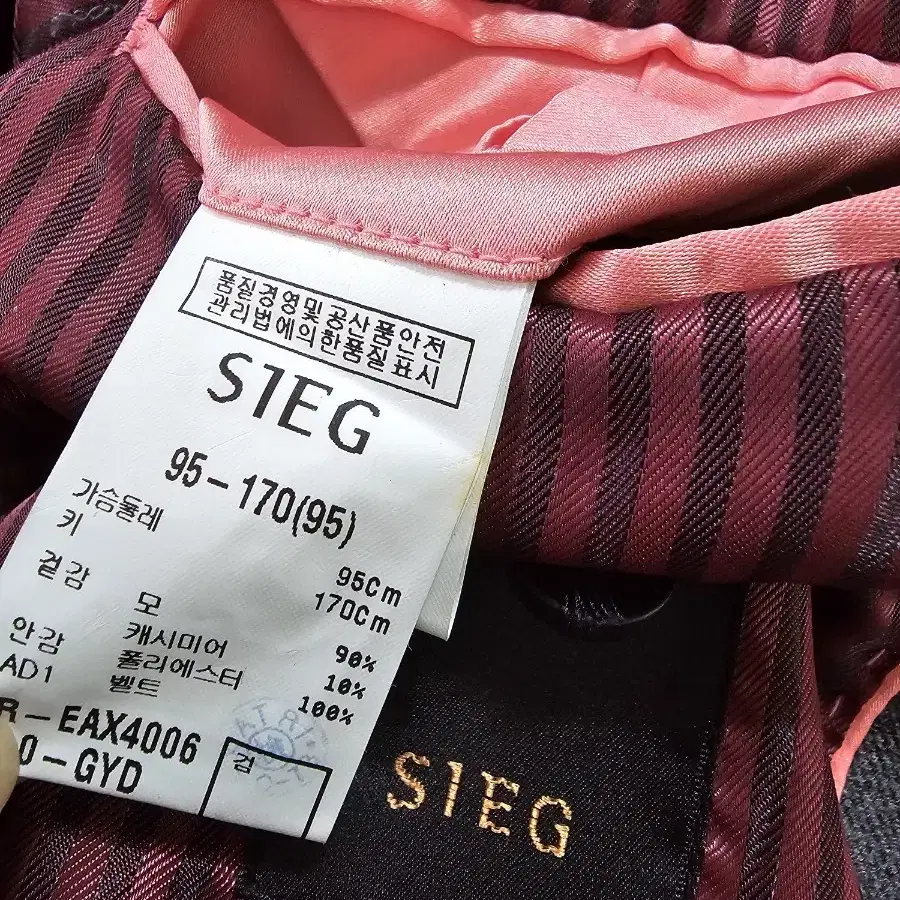 품질경영및공산품안전
관리법에의한품질표시
SIEG
95-170(95)
가슴둘레 95Cm
키 170Cm
겉감 모 90%
캐시미어 10%
안감 폴리에스터 100%
AD1 벨트
R-EAX4006
0-GYD
검
SIEG